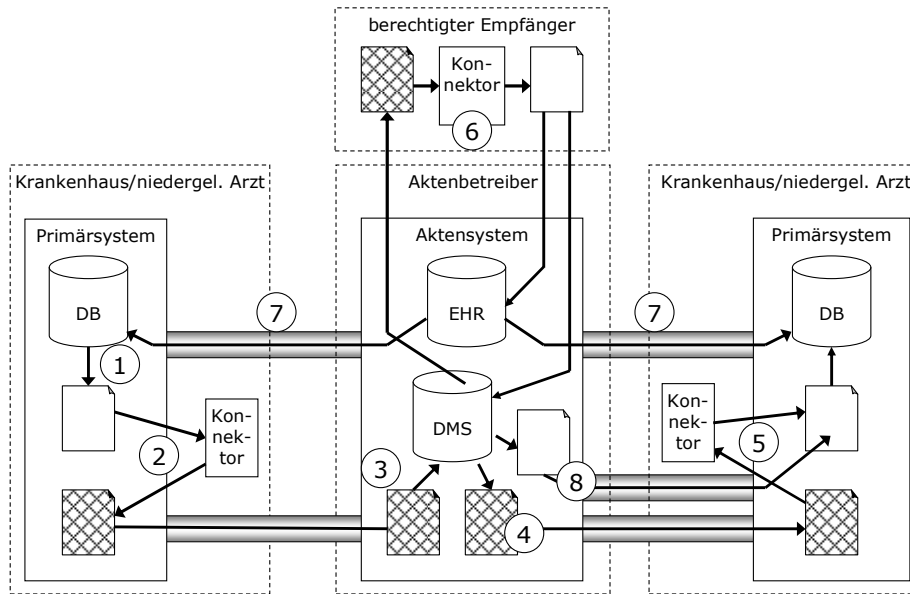 berechtigter Empfänger
Kon-
nektor
6
Krankenhaus/niedergel. Arzt
Aktenbetreiber
Krankenhaus/niedergel. Arzt
Primärsystem
Aktensystem
Primärsystem
DB
EHR
DB
7
7
1
Kon-
nek-
tor
2
DMS
3
8
4
Kon-
nek-
tor
5